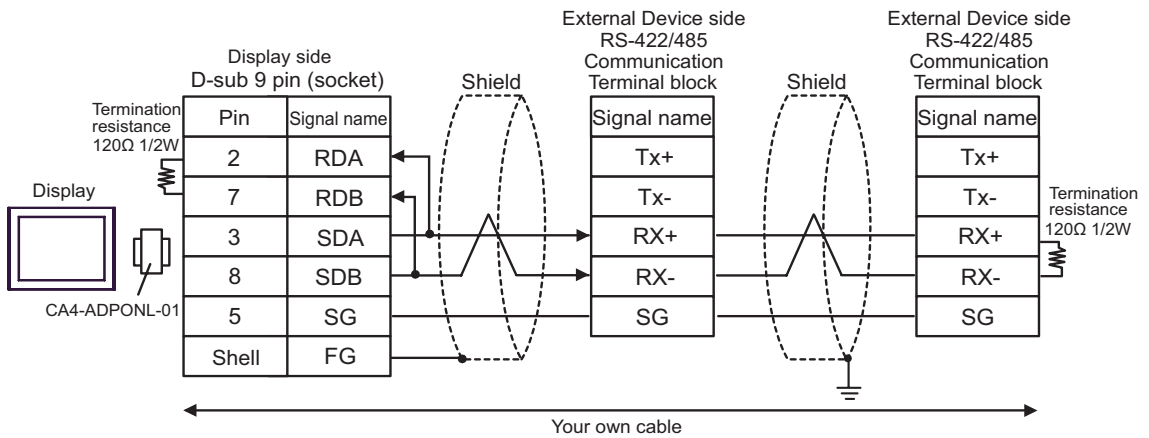 External Device side
RS-422/485
Communication
Terminal block
External Device side
RS-422/485
Communication
Terminal block
Display side
D-sub 9 pin (socket)
Shield
Shield
Termination
resistance
120Ω 1/2W
Pin
Signal name
Signal name
Signal name
2
RDA
Tx+
Tx+
7
RDB
Tx-
Tx-
Termination
resistance
120Ω 1/2W
Display
3
SDA
RX+
RX+
8
SDB
RX-
RX-
CA4-ADPONL-01
5
SG
SG
SG
Shell
FG
Your own cable